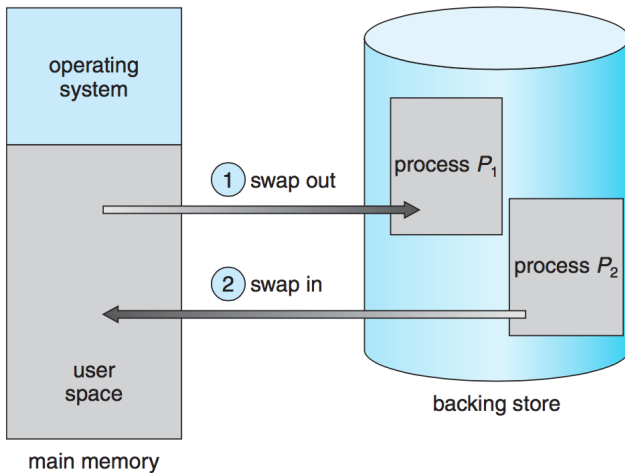 operating
system
process P1
1 swap out
process P2
2 swap in
user
space
backing store
main memory